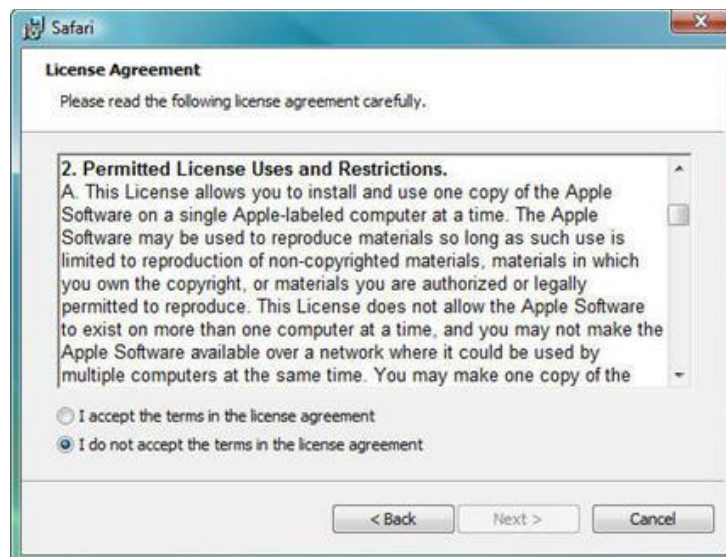 Safari
License Agreement
Please read the following license agreement carefully.
2. Permitted License Uses and Restrictions.
A. This License allows you to install and use one copy of the Apple
Software on a single Apple-labeled computer at a time. The Apple
Software may be used to reproduce materials so long as such use is
limited to reproduction of non-copyrighted materials, materials in which
you own the copyright, or materials you are authorized or legally
permitted to reproduce. This License does not allow the Apple Software
to exist on more than one computer at a time, and you may not make the
Apple Software available over a network where it could be used by
multiple computers at the same time. You may make one copy of the
I accept the terms in the license agreement
I do not accept the terms in the license agreement
< Back Next > Cancel